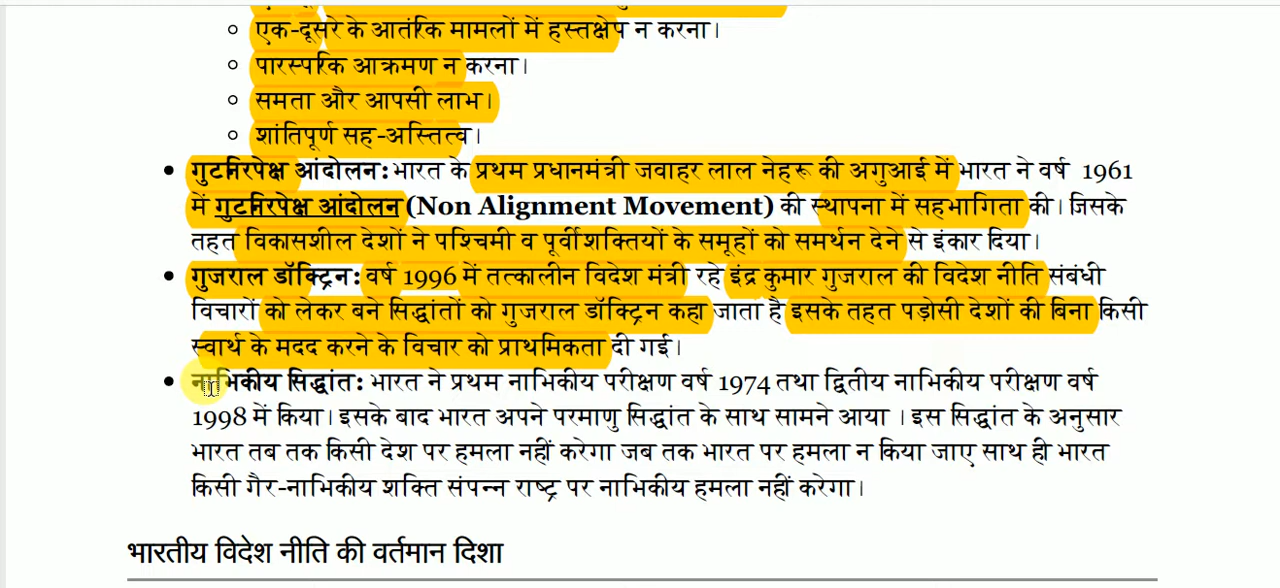 एक-दूसरे के आतंरिक मामलों में हस्तक्षेप न करना।
पारस्परिक आक्रमण न करना।
समता और आपसी लाभ।
शांतिपूर्ण सह-अस्तित्व।
गुटनिरपेक्ष आंदोलन: भारत के प्रथम प्रधानमंत्री जवाहर लाल नेहरू की अगुआई में भारत ने वर्ष 1961
में गुटनिरपेक्ष आंदोलन (Non Alignment Movement) की स्थापना में सहभागिता की। जिसके
तहत विकासशील देशों ने पश्चिमी व पूर्वीशक्तियों के समूहों को समर्थन देने से इंकार दिया।
गुजराल डॉक्ट्रिन: वर्ष 1996 में तत्कालीन विदेश मंत्री रहे इंद्र कुमार गुजराल की विदेश नीति संबंधी
विचारों को लेकर बने सिद्धांतों को गुजराल डॉक्ट्रिन कहा जाता है इसके तहत पड़ोसी देशों की बिना किसी
स्वार्थ के मदद करने के विचार को प्राथमिकता दी गई।
नाभिकीय सिद्धांत: भारत ने प्रथम नाभिकीय परीक्षण वर्ष 1974 तथा द्वितीय नाभिकीय परीक्षण वर्ष
1998 में किया। इसके बाद भारत अपने परमाणु सिद्धांत के साथ सामने आया । इस सिद्धांत के अनुसार
भारत तब तक किसी देश पर हमला नहीं करेगा जब तक भारत पर हमला न किया जाए साथ ही भारत
किसी गैर-नाभिकीय शक्ति संपन्न राष्ट्र पर नाभिकीय हमला नहीं करेगा।
भारतीय विदेश नीति की वर्तमान दिशा